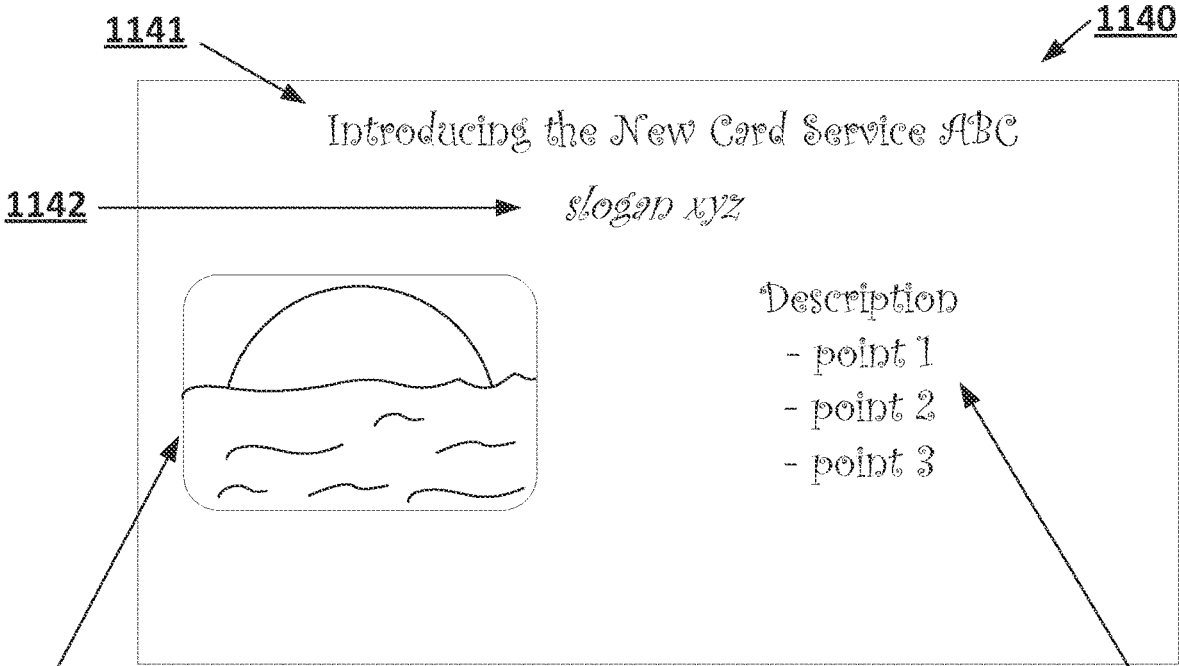 1141
1140
Introducing the New Card Service ABC
1142
slogan xyz
Description
- point 1
- point 2
- point 3